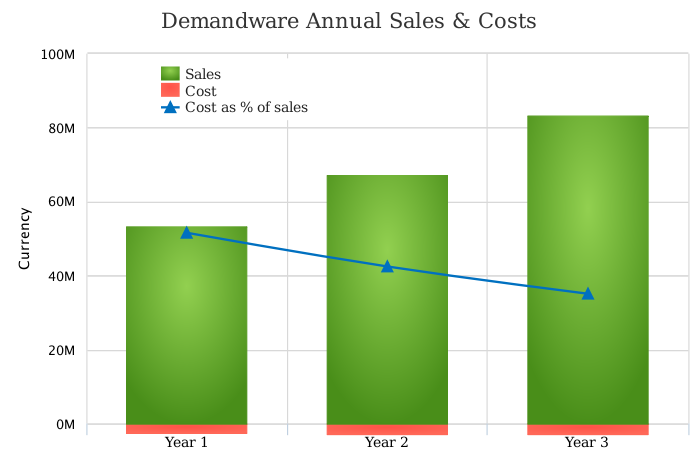 Demandware Annual Sales & Costs
100M
80M
60M
40M
20M
0M
Currency
Sales
Cost
Cost as % of sales
Year 1
Year 2
Year 3